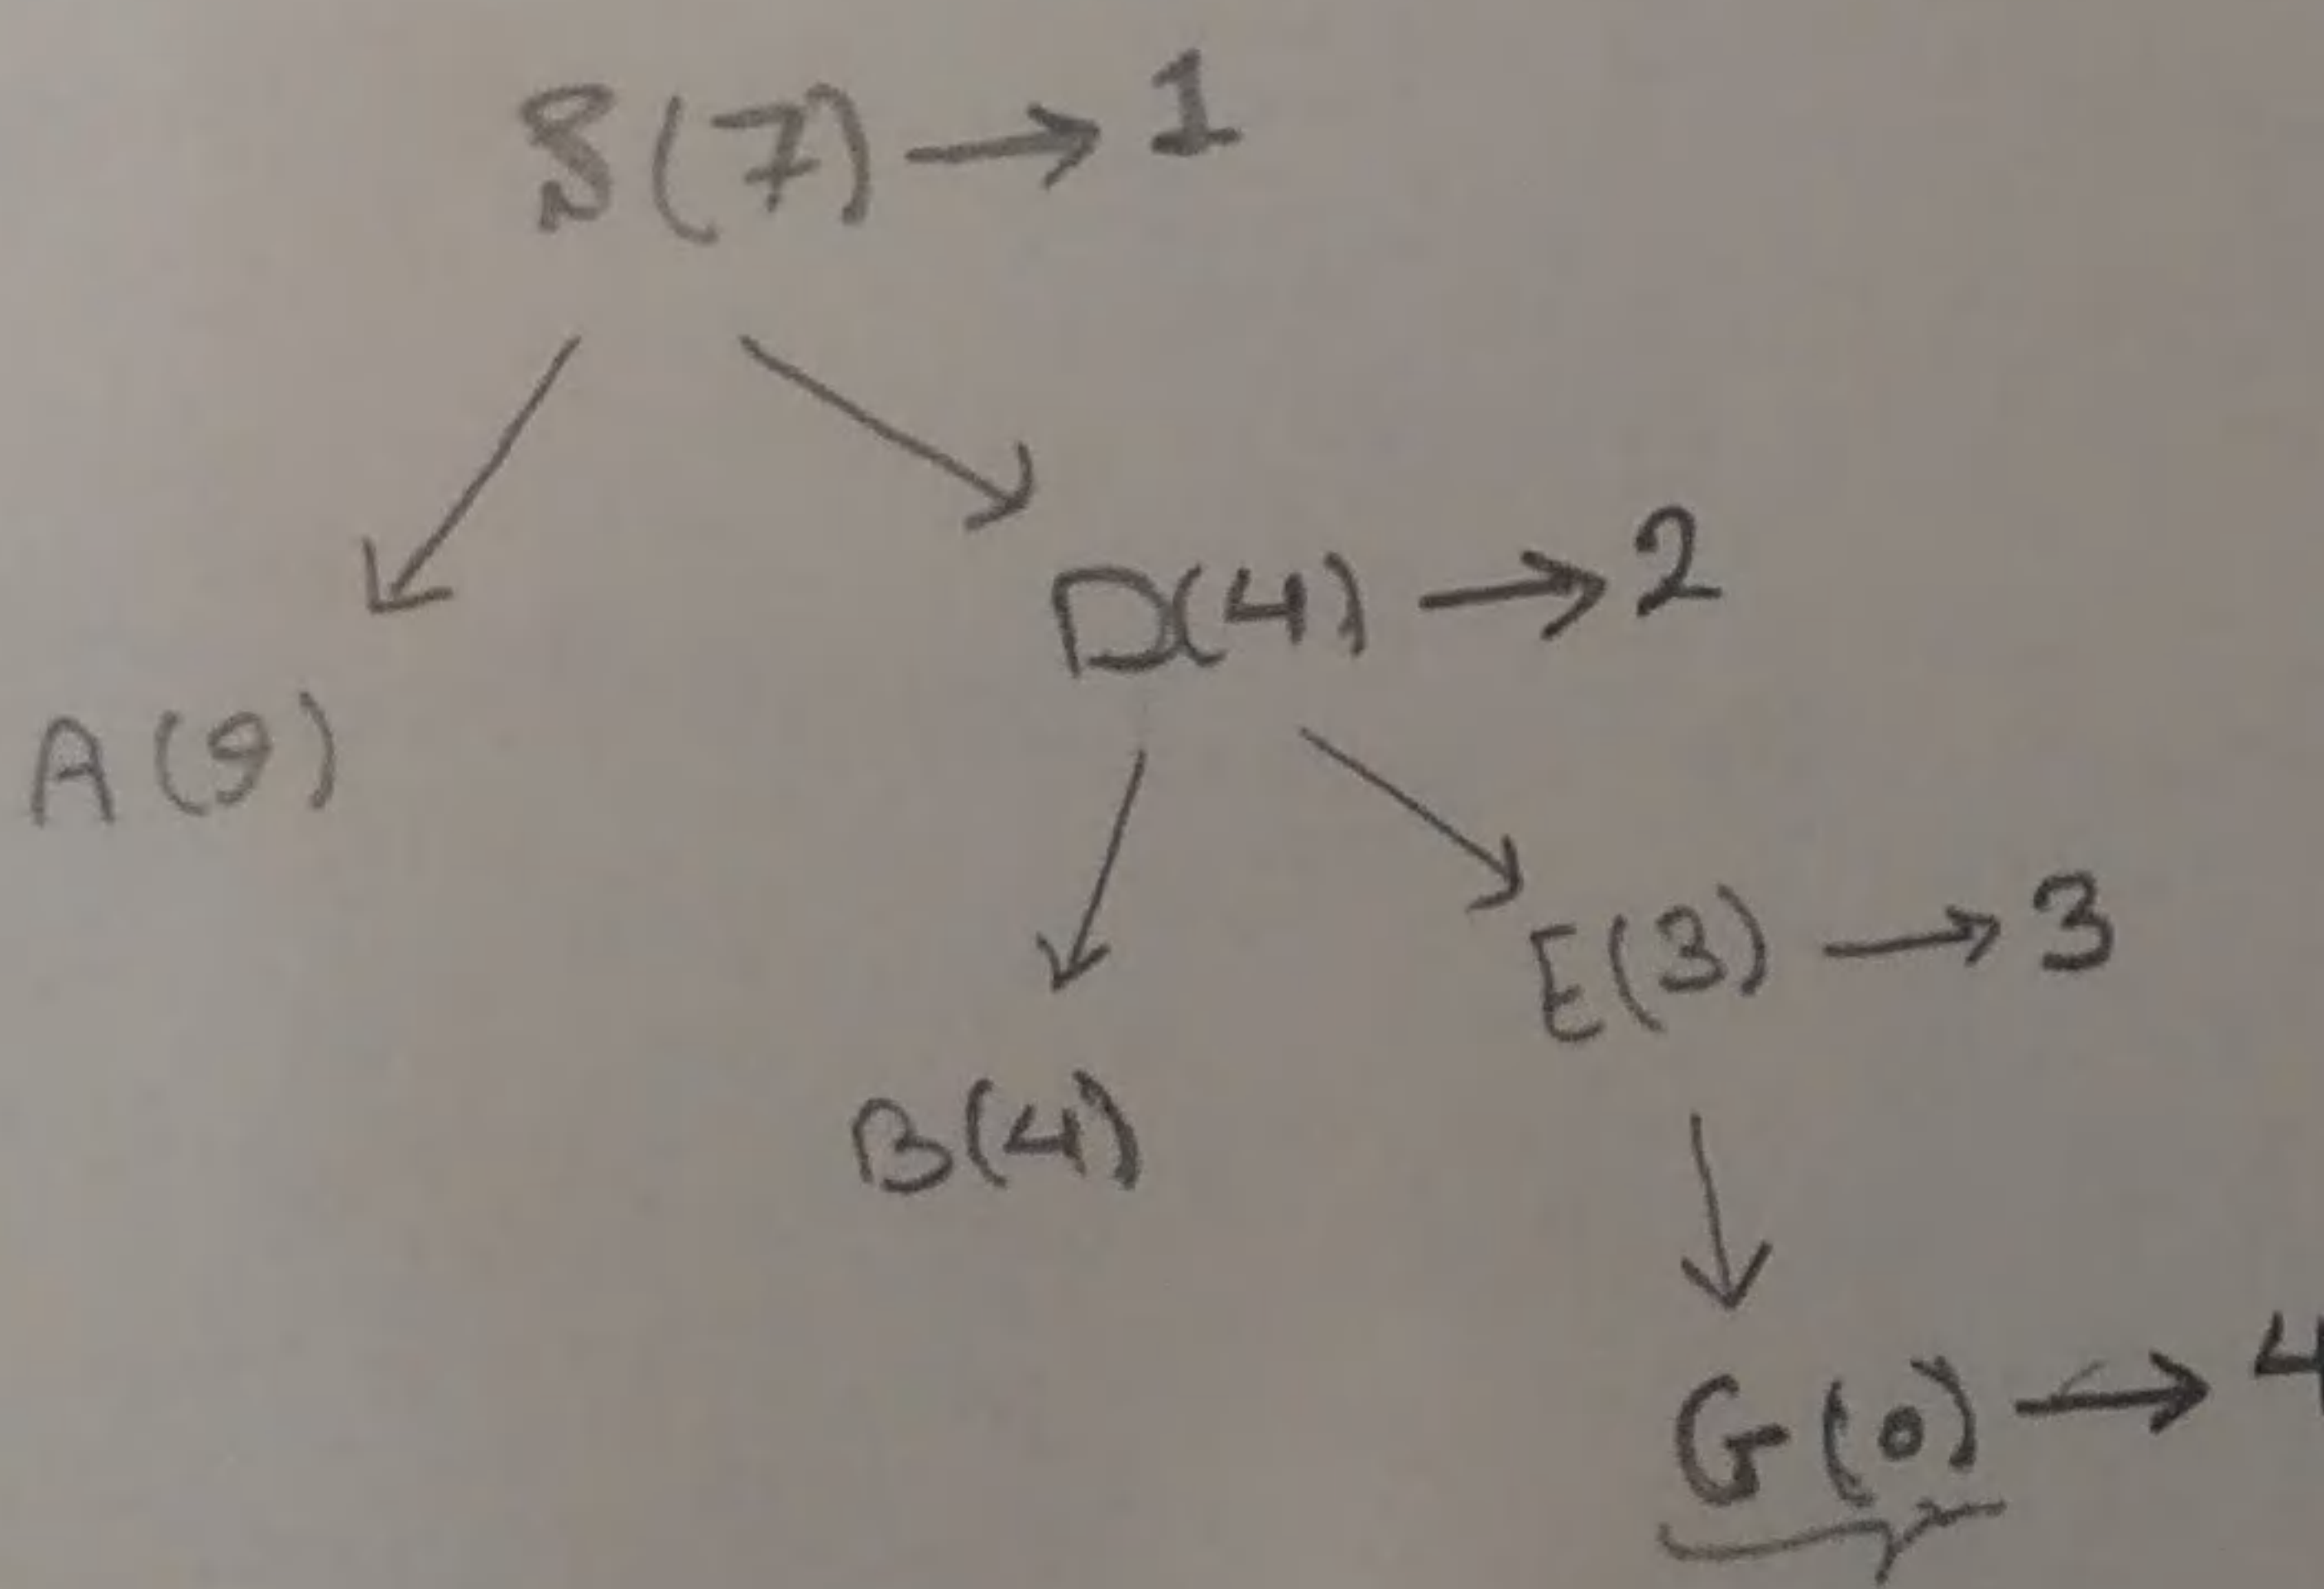 S(7) → 1
D(4) → 2
A(9)
E(3) → 3
B(4)
G(0) → 4